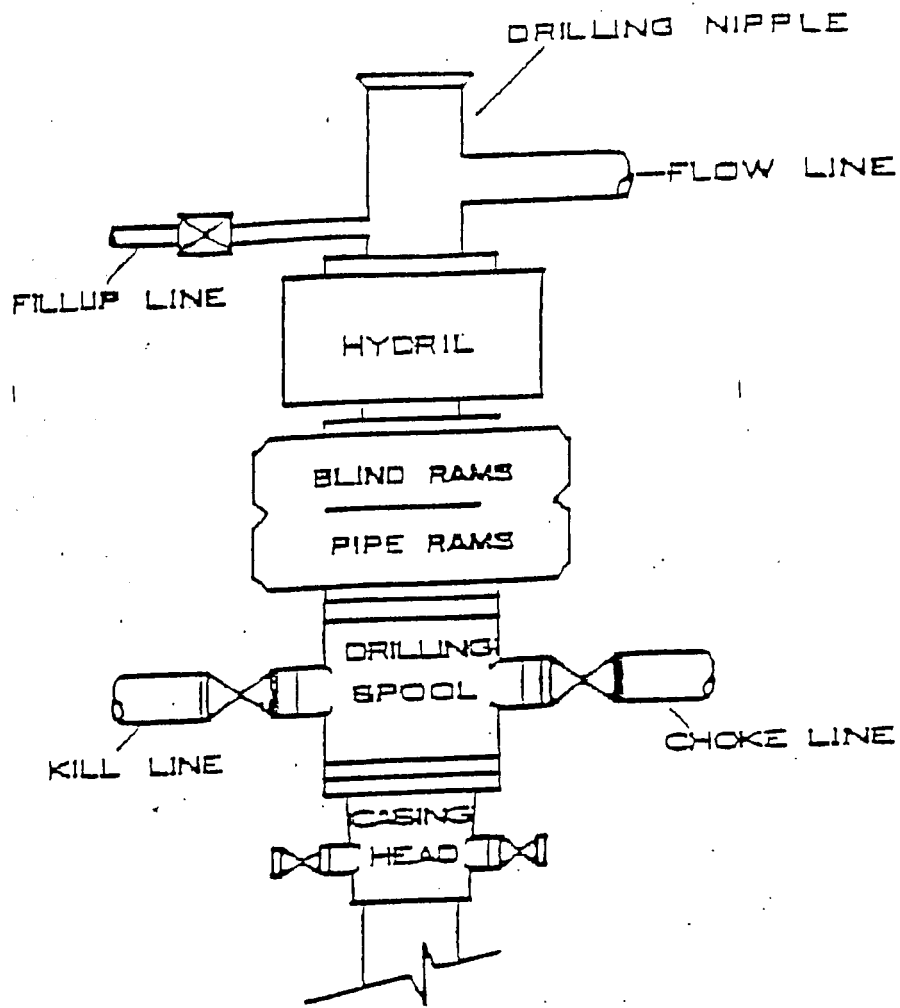 DRILLING NIPPLE
FLOW LINE
FILLUP LINE
HYDRIL
BLIND RAMS
PIPE RAMS
DRILLING
SPOOL
KILL LINE
CHOKE LINE
CASING
HEAD